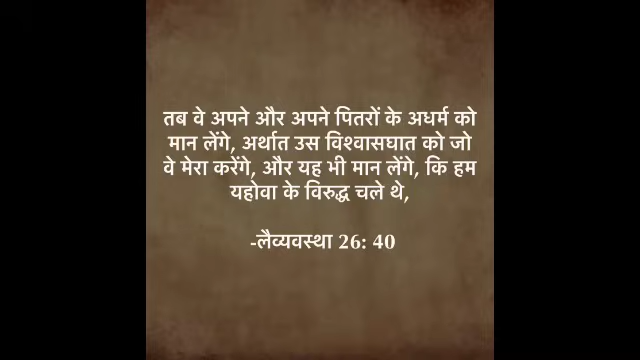 तब वे अपने और अपने पितरों के अधर्म को
मान लेंगे, अर्थात उस विश्वासघात को जो
वे मेरा करेंगे, और यह भी मान लेंगे, कि हम
यहोवा के विरुद्ध चले थे,
-लैव्यवस्था 26: 40